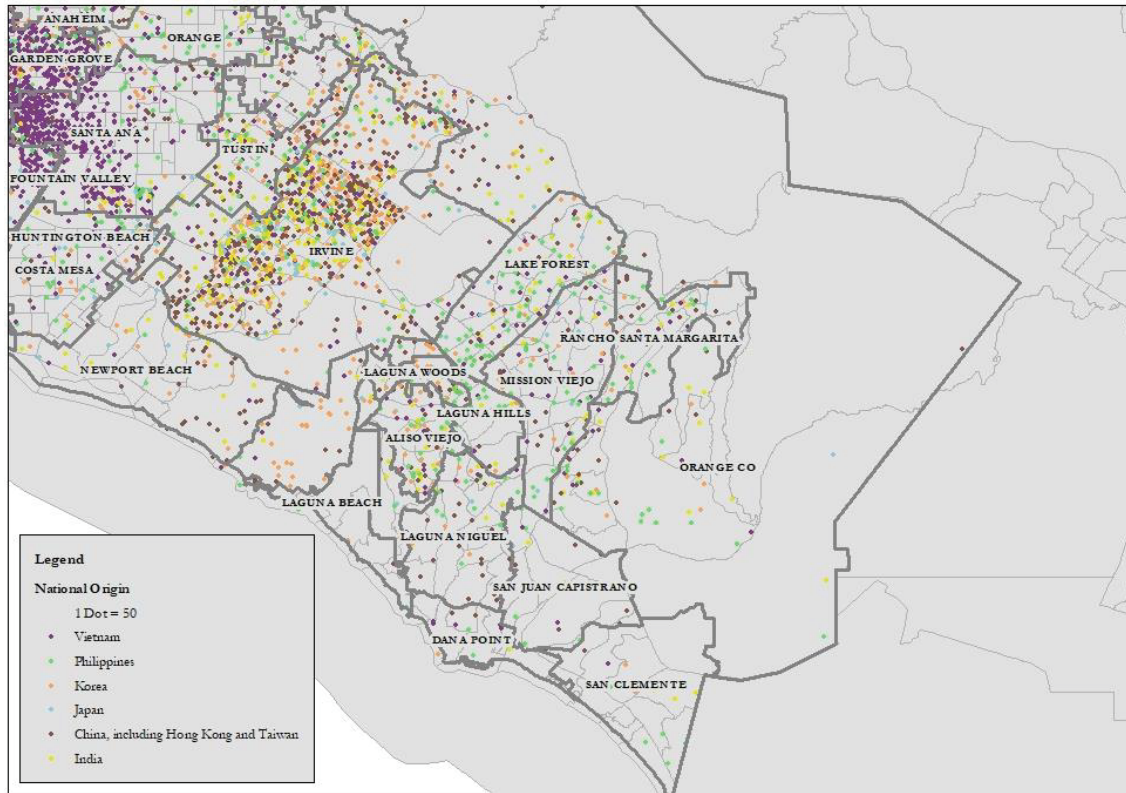 ANAHEIM
ORANGE
GARDEN GROVE
SANTA ANA
TUSTIN
FOUNTAIN VALLEY
HUNTINGTON BEACH
IRVINE
COSTA MESA
LAKE FOREST
RANCHO SANTA MARGARITA
NEWPORT BEACH
LAGUNA WOODS
MISSION VIEJO
LAGUNA HILLS
ALISO VIEJO
ORANGE CO
LAGUNA BEACH
LAGUNA NIGUEL
SAN JUAN CAPISTRANO
DANA POINT
SAN CLEMENTE
Legend
National Origin
1 Dot = 50
Vietnam
Philippines
Korea
Japan
China, including Hong Kong and Taiwan
India